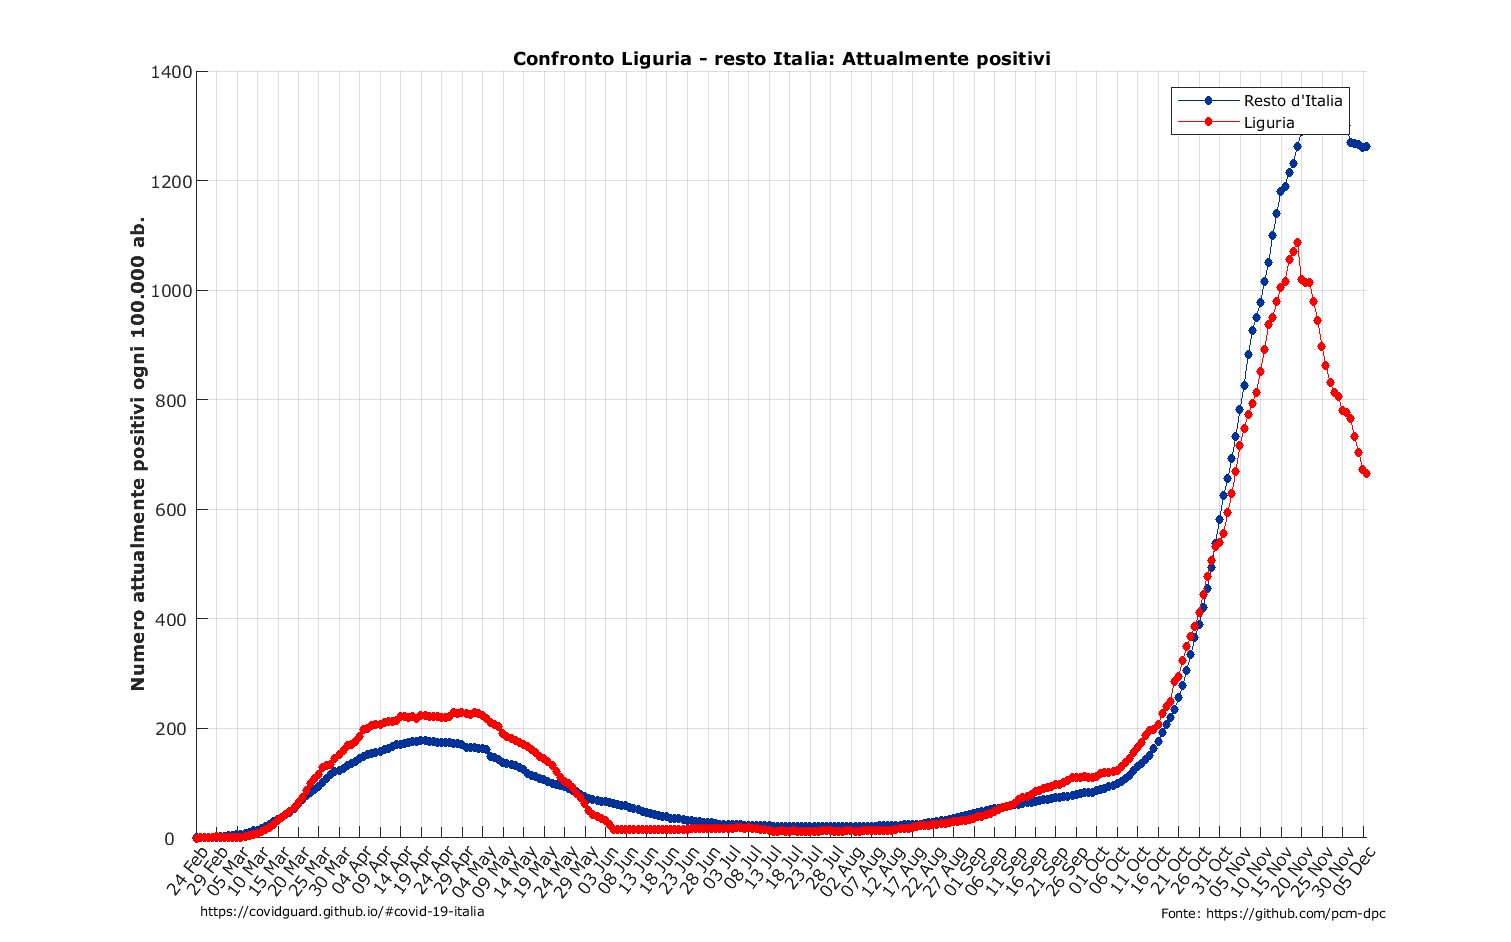 Confronto Liguria - resto Italia: Attualmente positivi
Resto d'Italia
Liguria
Numero attualmente positivi ogni 100.000 ab.
1400
1200
1000
800
600
400
200
0
24 Feb
29 Feb
05 Mar
10 Mar
15 Mar
20 Mar
25 Mar
30 Mar
04 Apr
09 Apr
14 Apr
19 Apr
24 Apr
29 Apr
04 May
09 May
14 May
19 May
24 May
29 May
03 Jun
08 Jun
13 Jun
18 Jun
23 Jun
28 Jun
03 Jul
08 Jul
13 Jul
18 Jul
23 Jul
28 Jul
02 Aug
07 Aug
12 Aug
17 Aug
22 Aug
27 Aug
01 Sep
06 Sep
11 Sep
16 Sep
21 Sep
26 Sep
01 Oct
06 Oct
11 Oct
16 Oct
21 Oct
26 Oct
31 Oct
05 Nov
10 Nov
15 Nov
20 Nov
25 Nov
30 Nov
05 Dec
https://covidguard.github.io/#covid-19-italia
Fonte: https://github.com/pcm-dpc